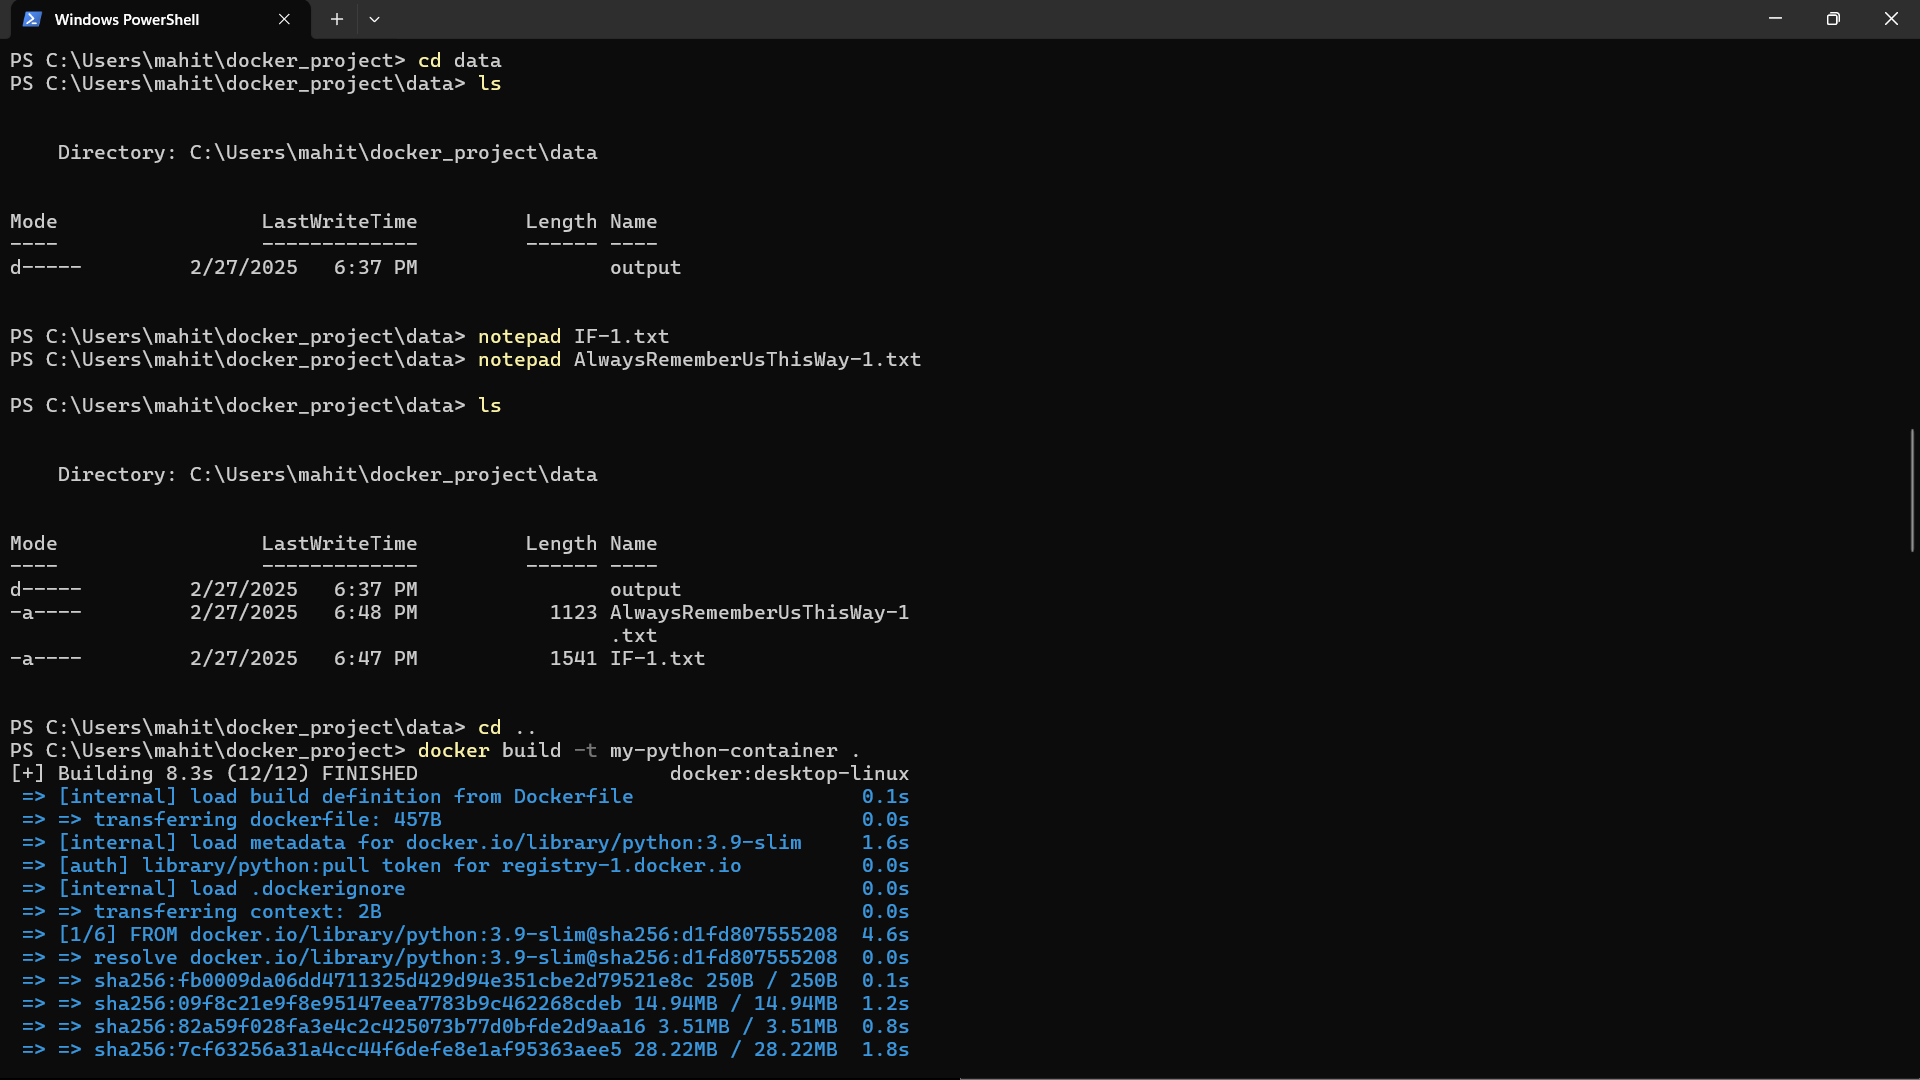 Windows PowerShell
PS C:\Users\mahit\docker_project> cd data
PS C:\Users\mahit\docker_project\data> ls
Directory: C:\Users\mahit\docker_project\data
Mode                 LastWriteTime         Length Name
----                 -------------         ------ ----
d-----         2/27/2025   6:37 PM                output
PS C:\Users\mahit\docker_project\data> notepad IF-1.txt
PS C:\Users\mahit\docker_project\data> notepad AlwaysRememberUsThisWay-1.txt
PS C:\Users\mahit\docker_project\data> ls
Directory: C:\Users\mahit\docker_project\data
Mode                 LastWriteTime         Length Name
----                 -------------         ------ ----
d-----         2/27/2025   6:37 PM                output
-a----         2/27/2025   6:48 PM           1123 AlwaysRememberUsThisWay-1
.txt
-a----         2/27/2025   6:47 PM           1541 IF-1.txt
PS C:\Users\mahit\docker_project\data> cd ..
PS C:\Users\mahit\docker_project> docker build -t my-python-container .
[+] Building 8.3s (12/12) FINISHED                     docker:desktop-linux
=> [internal] load build definition from Dockerfile                   0.1s
=> => transferring dockerfile: 457B                                   0.0s
=> [internal] load metadata for docker.io/library/python:3.9-slim     1.6s
=> [auth] library/python:pull token for registry-1.docker.io          0.0s
=> [internal] load .dockerignore                                      0.0s
=> => transferring context: 2B                                        0.0s
=> [1/6] FROM docker.io/library/python:3.9-slim@sha256:d1fd807555208  4.6s
=> => resolve docker.io/library/python:3.9-slim@sha256:d1fd807555208  0.0s
=> => sha256:fb0009da06dd4711325d429d94e351cbe2d79521e8c 250B / 250B  0.1s
=> => sha256:09f8c21e9f8e95147eea7783b9c462268cdeb 14.94MB / 14.94MB  1.2s
=> => sha256:82a59f028fa3e4c2c425073b77d0bfde2d9aa16 3.51MB / 3.51MB  0.8s
=> => sha256:7cf63256a31a4cc44f6defe8e1af95363aee5 28.22MB / 28.22MB  1.8s